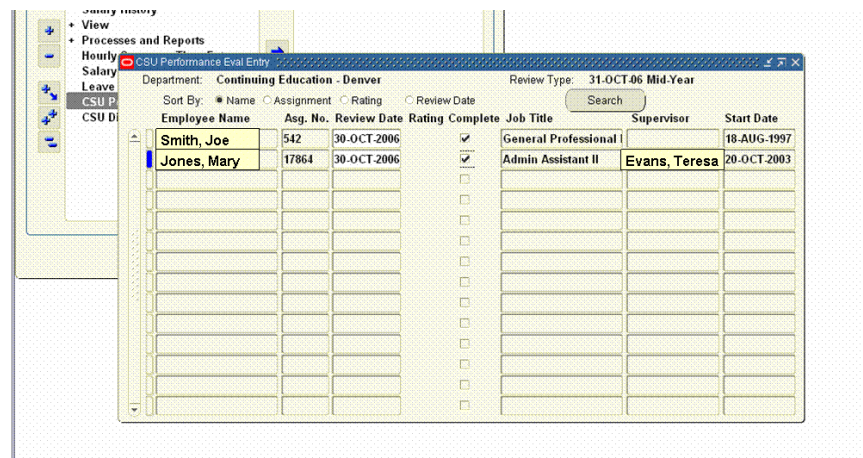 Salary History
+ View
+ Processes and Reports
Hourly
CSU Performance Eval Entry
Salary
Department: Continuing Education - Denver Review Type: 31-OCT-06 Mid-Year
Leave
Sort By: Name Assignment Rating Review Date Search
CSU P
CSU Di
Employee Name Asg. No. Review Date Rating Complete Job Title Supervisor Start Date
Smith, Joe 542 30-OCT-2006 General Professional 18-AUG-1997
Jones, Mary 17864 30-OCT-2006 Admin Assistant II Evans, Teresa 20-OCT-2003